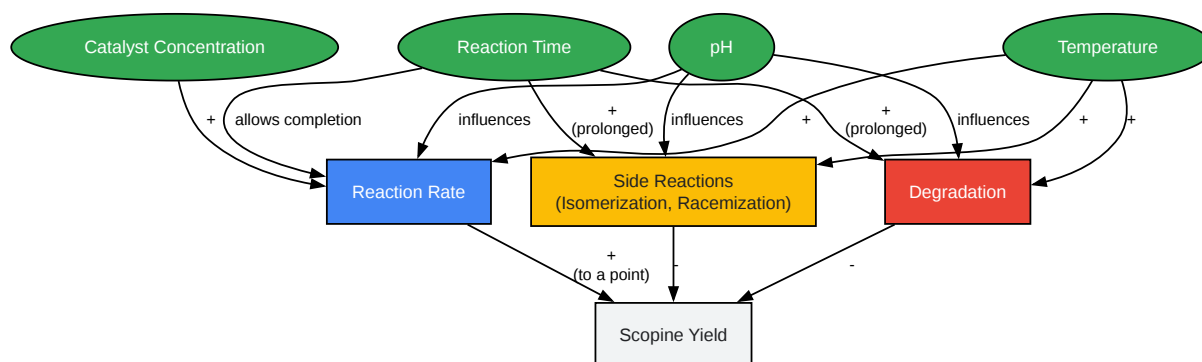 Catalyst Concentration
Reaction Time
pH
Temperature
+
allows completion
influences
+
(prolonged)
influences
+
+
(prolonged)
influences
+
+
Reaction Rate
Side Reactions
(Isomerization, Racemization)
Degradation
+
(to a point)
-
-
Scopine Yield